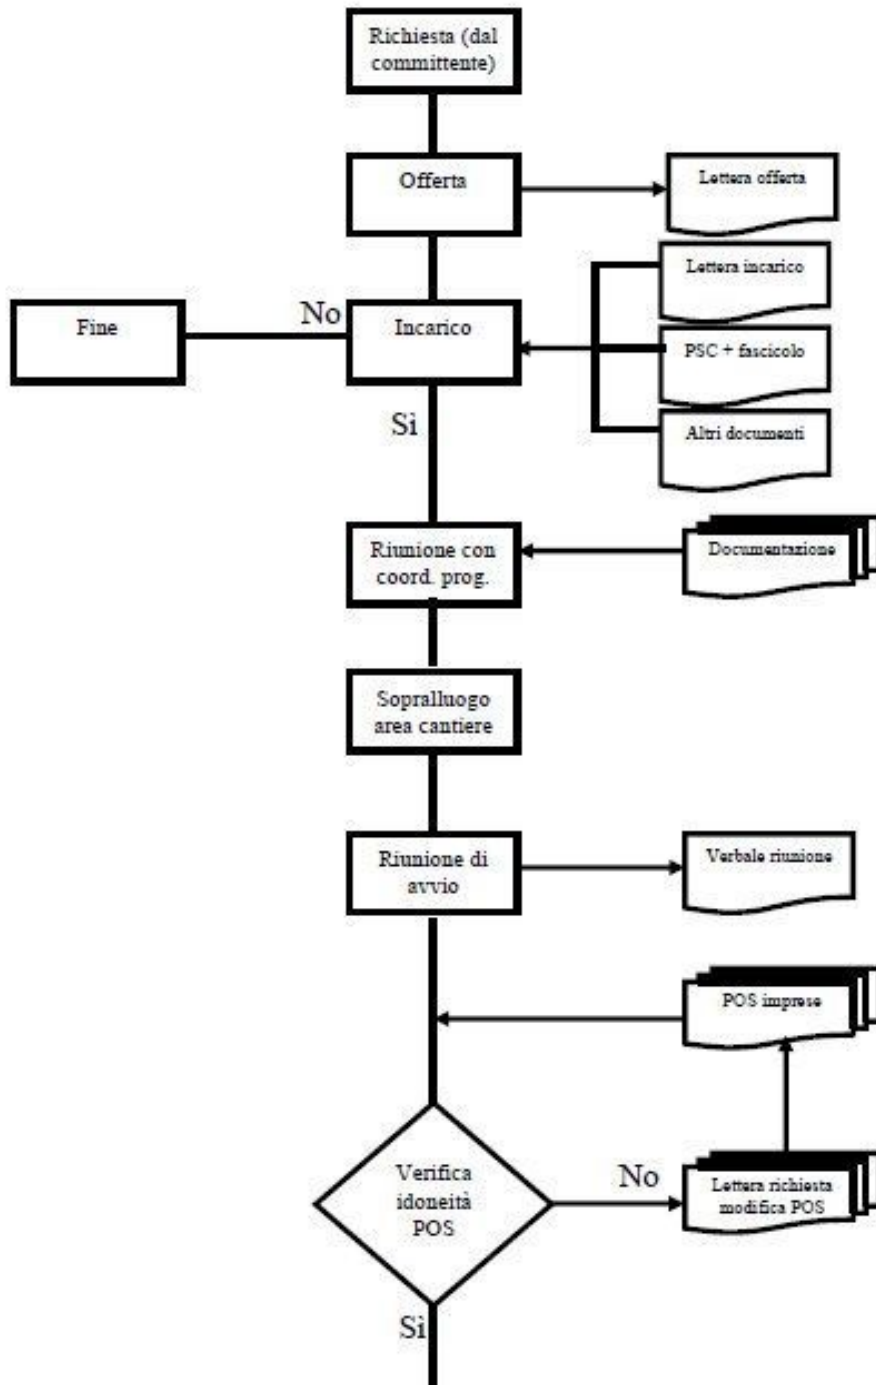 Richiesta (dal
committente)
Offerta
Lettera offerta
Lettera incarico
Fine
No
Incarico
PSC + fascicolo
Sì
Altri documenti
Riunione con
coord. prog.
Documentazione
Sopralluogo
area cantiere
Riunione di
avvio
Verbale riunione
POS imprese
Verifica
idoneità
POS
No
Lettera richiesta
modifica POS
Sì